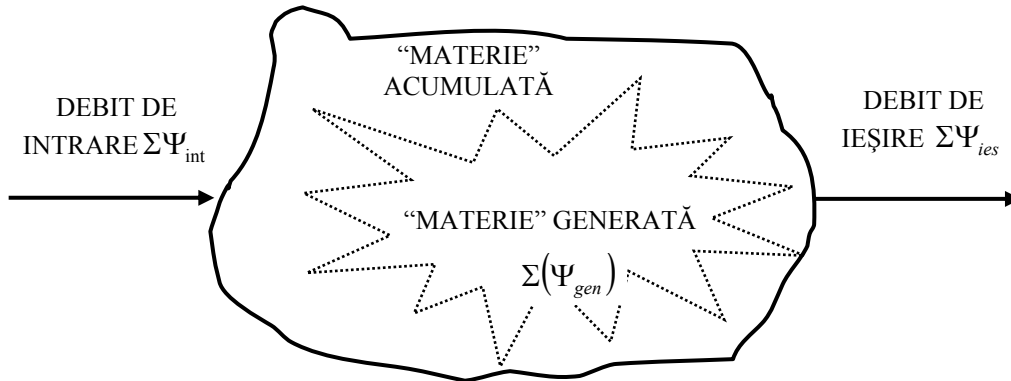 “MATERIE”
ACUMULATĂ
DEBIT DE
INTRARE ΣΨ_int
DEBIT DE
IEŞIRE ΣΨ_ies
“MATERIE” GENERATĂ
Σ(Ψ_gen)